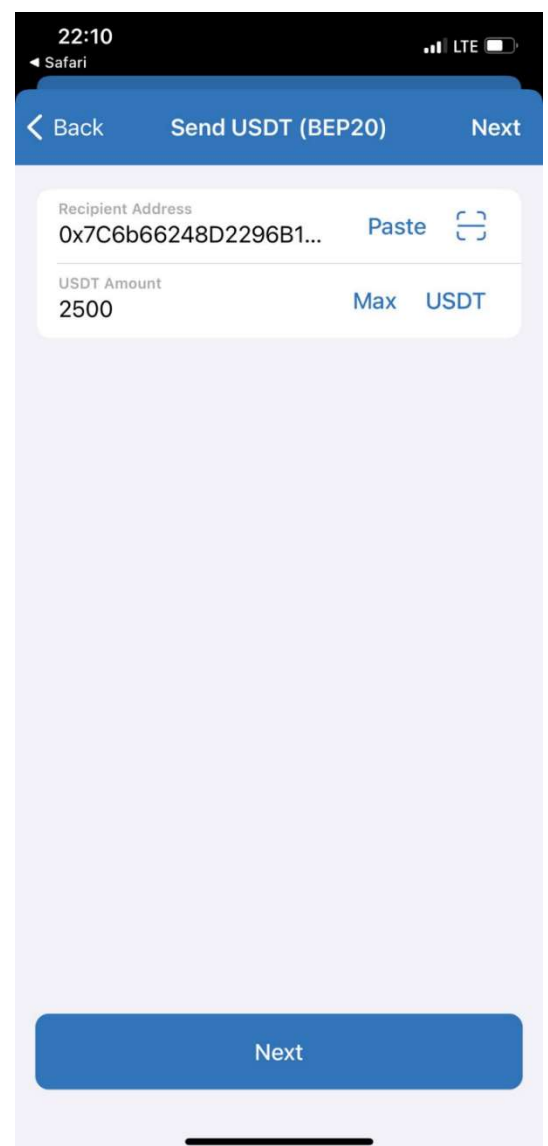 22:10
LTE
◀ Safari
Back Send USDT (BEP20) Next
Recipient Address
0x7C6b66248D2296B1... Paste
USDT Amount
2500 Max USDT
Next